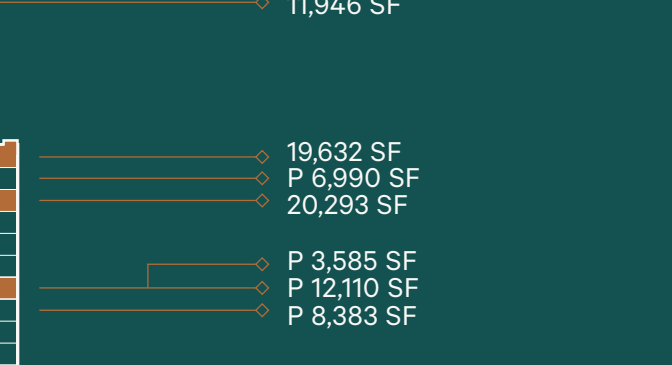 11,946 SF
19,632 SF
P 6,990 SF
20,293 SF
P 3,585 SF
P 12,110 SF
P 8,383 SF